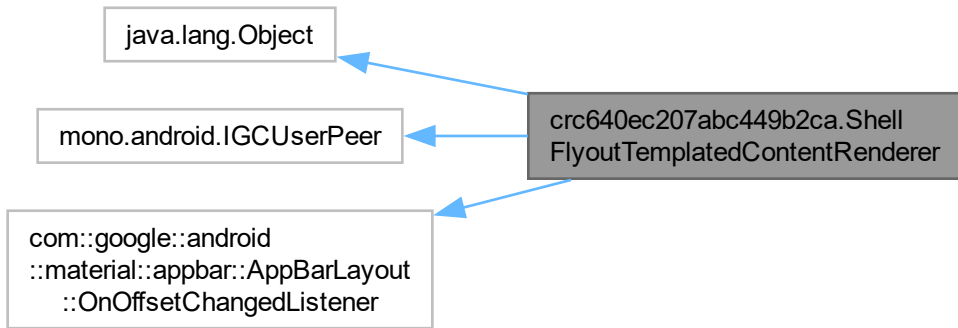 java.lang.Object
mono.android.IGCUserPeer
crc640ec207abc449b2ca.Shell
FlyoutTemplatedContentRenderer
com::google::android
::material::appbar::AppBarLayout
::OnOffsetChangedListener